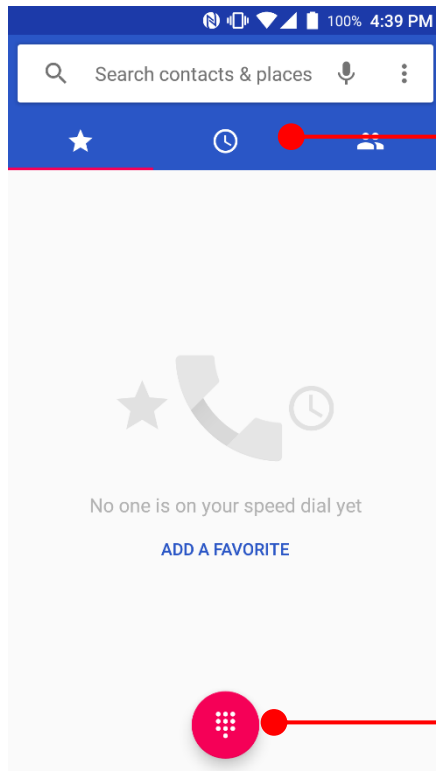 100% 4:39 PM
Search contacts & places
No one is on your speed dial yet
ADD A FAVORITE